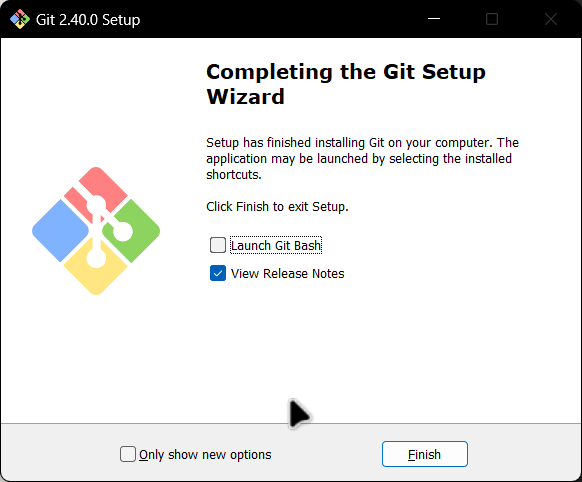 Git 2.40.0 Setup
Completing the Git Setup
Wizard
Setup has finished installing Git on your computer. The
application may be launched by selecting the installed
shortcuts.
Click Finish to exit Setup.
Launch Git Bash
View Release Notes
Only show new options
Finish